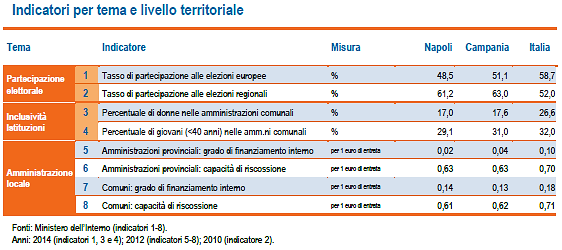 Indicatori per tema e livello territoriale
Tema Indicatore Misura Napoli Campania Italia
Partecipazione elettorale
1 Tasso di partecipazione alle elezioni europee % 48,5 51,1 58,7
2 Tasso di partecipazione alle elezioni regionali % 61,2 63,0 52,0
Inclusività Istituzioni
3 Percentuale di donne nelle amministrazioni comunali % 17,0 17,6 26,6
4 Percentuale di giovani (<40 anni) nelle amm.ni comunali % 29,1 31,0 32,0
Amministrazione locale
5 Amministrazioni provinciali: grado di finanziamento interno per 1 euro di entrata 0,02 0,04 0,10
6 Amministrazioni provinciali: capacità di riscossione per 1 euro di entrata 0,63 0,63 0,70
7 Comuni: grado di finanziamento interno per 1 euro di entrata 0,14 0,13 0,18
8 Comuni: capacità di riscossione per 1 euro di entrata 0,61 0,62 0,71
Fonti: Ministero dell'Interno (indicatori 1-8).
Anni: 2014 (indicatori 1, 3 e 4); 2012 (indicatori 5-8); 2010 (indicatore 2).